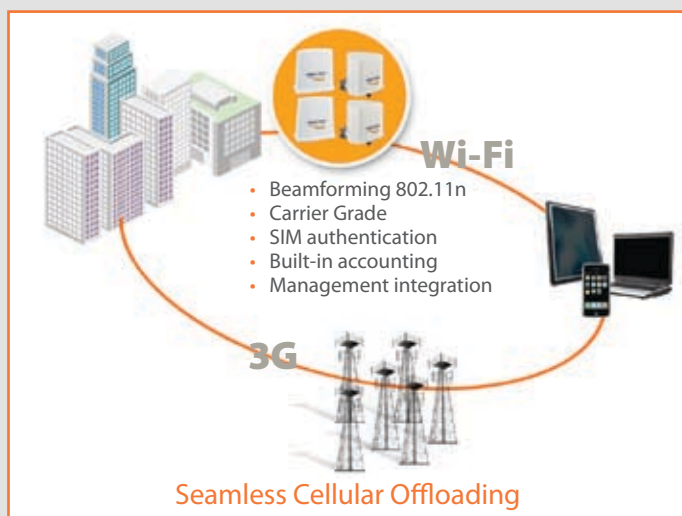 Wi-Fi
• Beamforming 802.11n
• Carrier Grade
• SIM authentication
• Built-in accounting
• Management integration
3G
Seamless Cellular Offloading